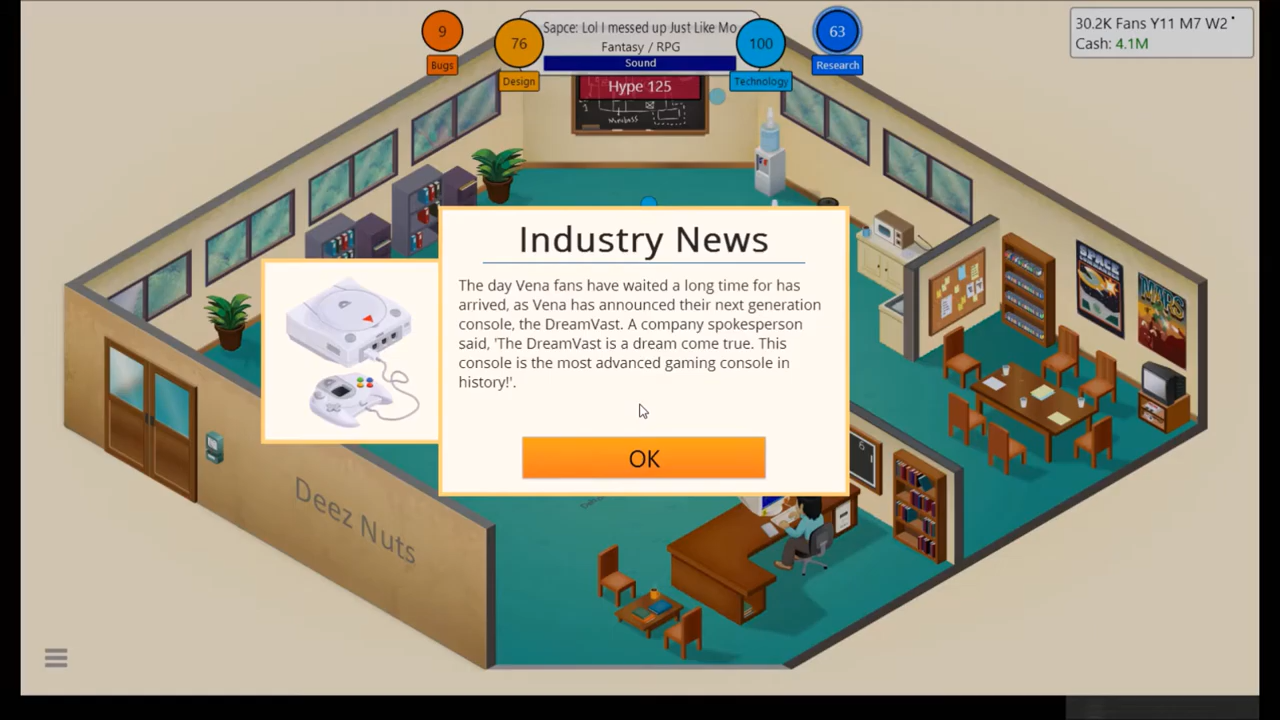 9
Bugs
76
Design
Sapce: Lol I messed up Just Like Mo
Fantasy / RPG
Sound
Hype 125
100
Technology
63
Research
30.2K Fans Y11 M7 W2
Cash: 4.1M
Industry News
The day Vena fans have waited a long time for has
arrived, as Vena has announced their next generation
console, the DreamVast. A company spokesperson
said, 'The DreamVast is a dream come true. This
console is the most advanced gaming console in
history!'.
OK
Deez Nuts
SPACE
MARS
6